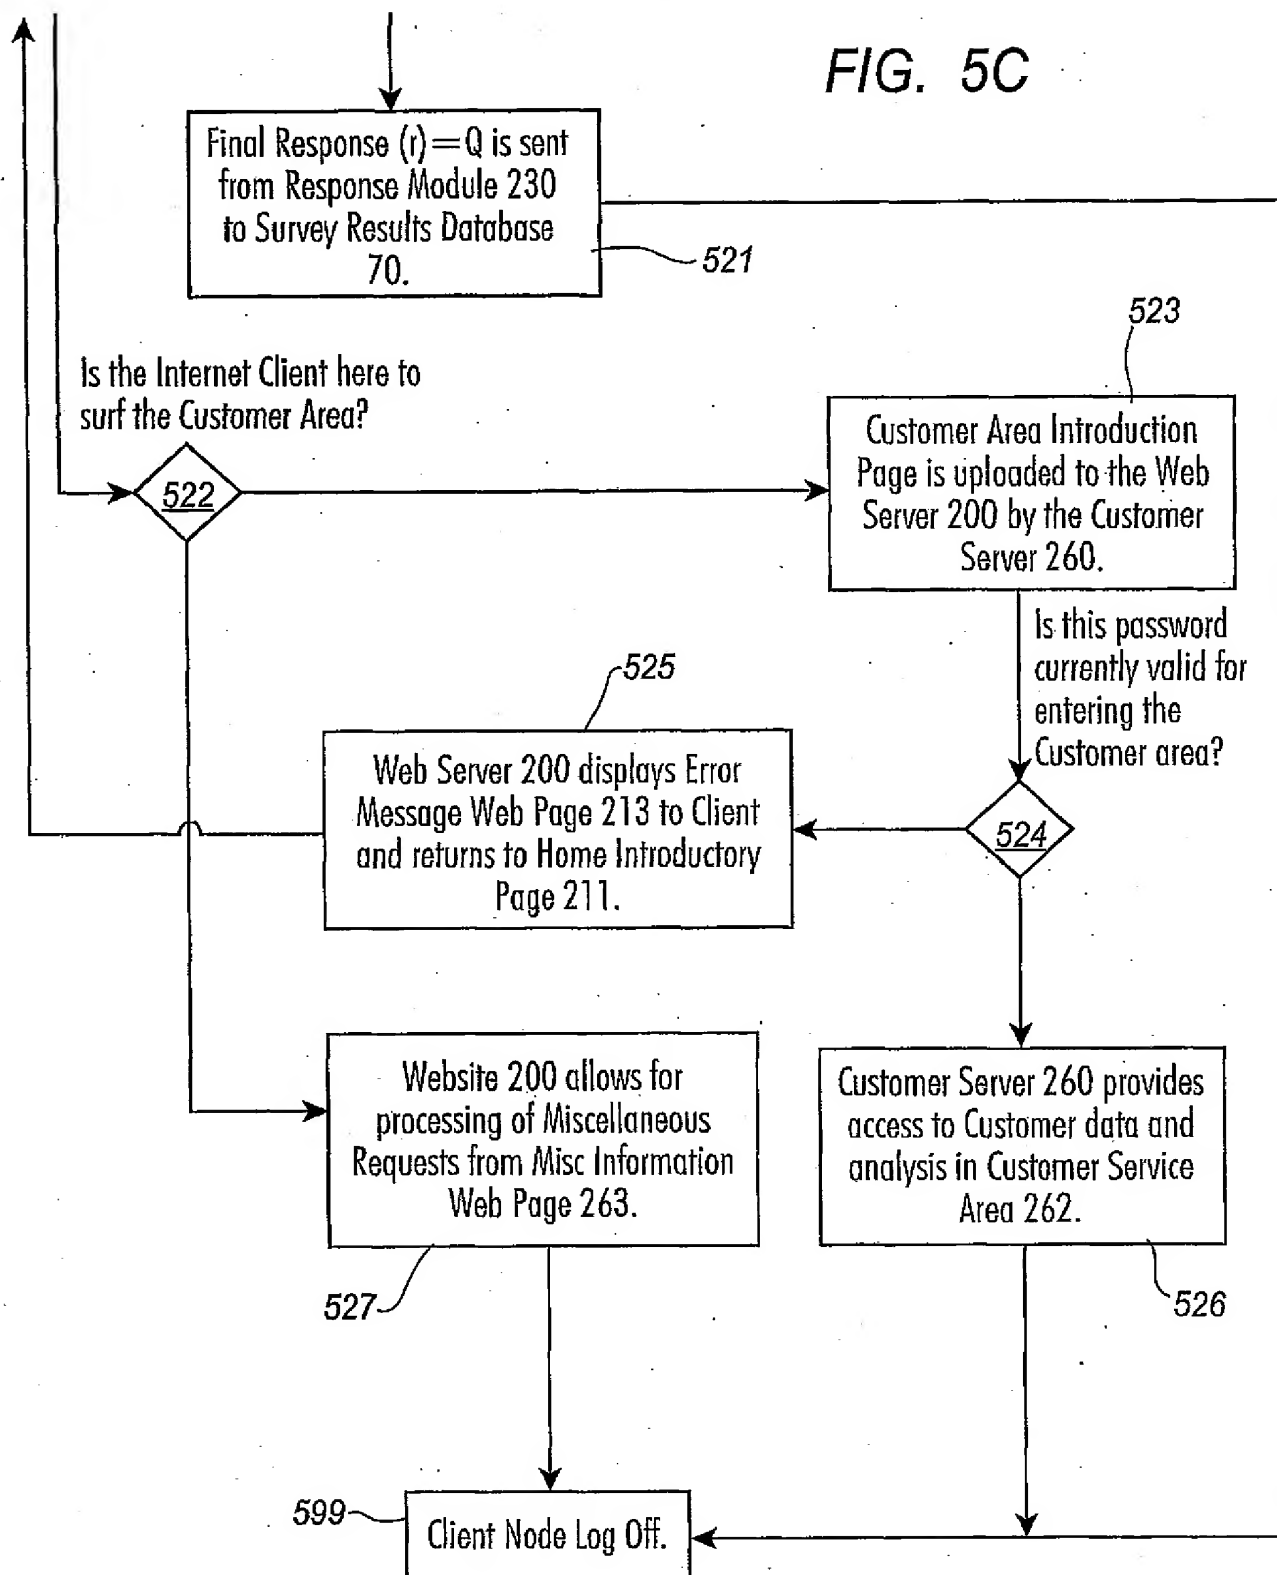 FIG. 5C
Final Response (r)=Q is sent
from Response Module 230
to Survey Results Database
70.
521
523
Is the Internet Client here to
surf the Customer Area?
522
Customer Area Introduction
Page is uploaded to the Web
Server 200 by the Customer
Server 260.
Is this password
currently valid for
entering the
Customer area?
525
Web Server 200 displays Error
Message Web Page 213 to Client
and returns to Home Introductory
Page 211.
524
Website 200 allows for
processing of Miscellaneous
Requests from Misc Information
Web Page 263.
527
Customer Server 260 provides
access to Customer data and
analysis in Customer Service
Area 262.
526
599
Client Node Log Off.